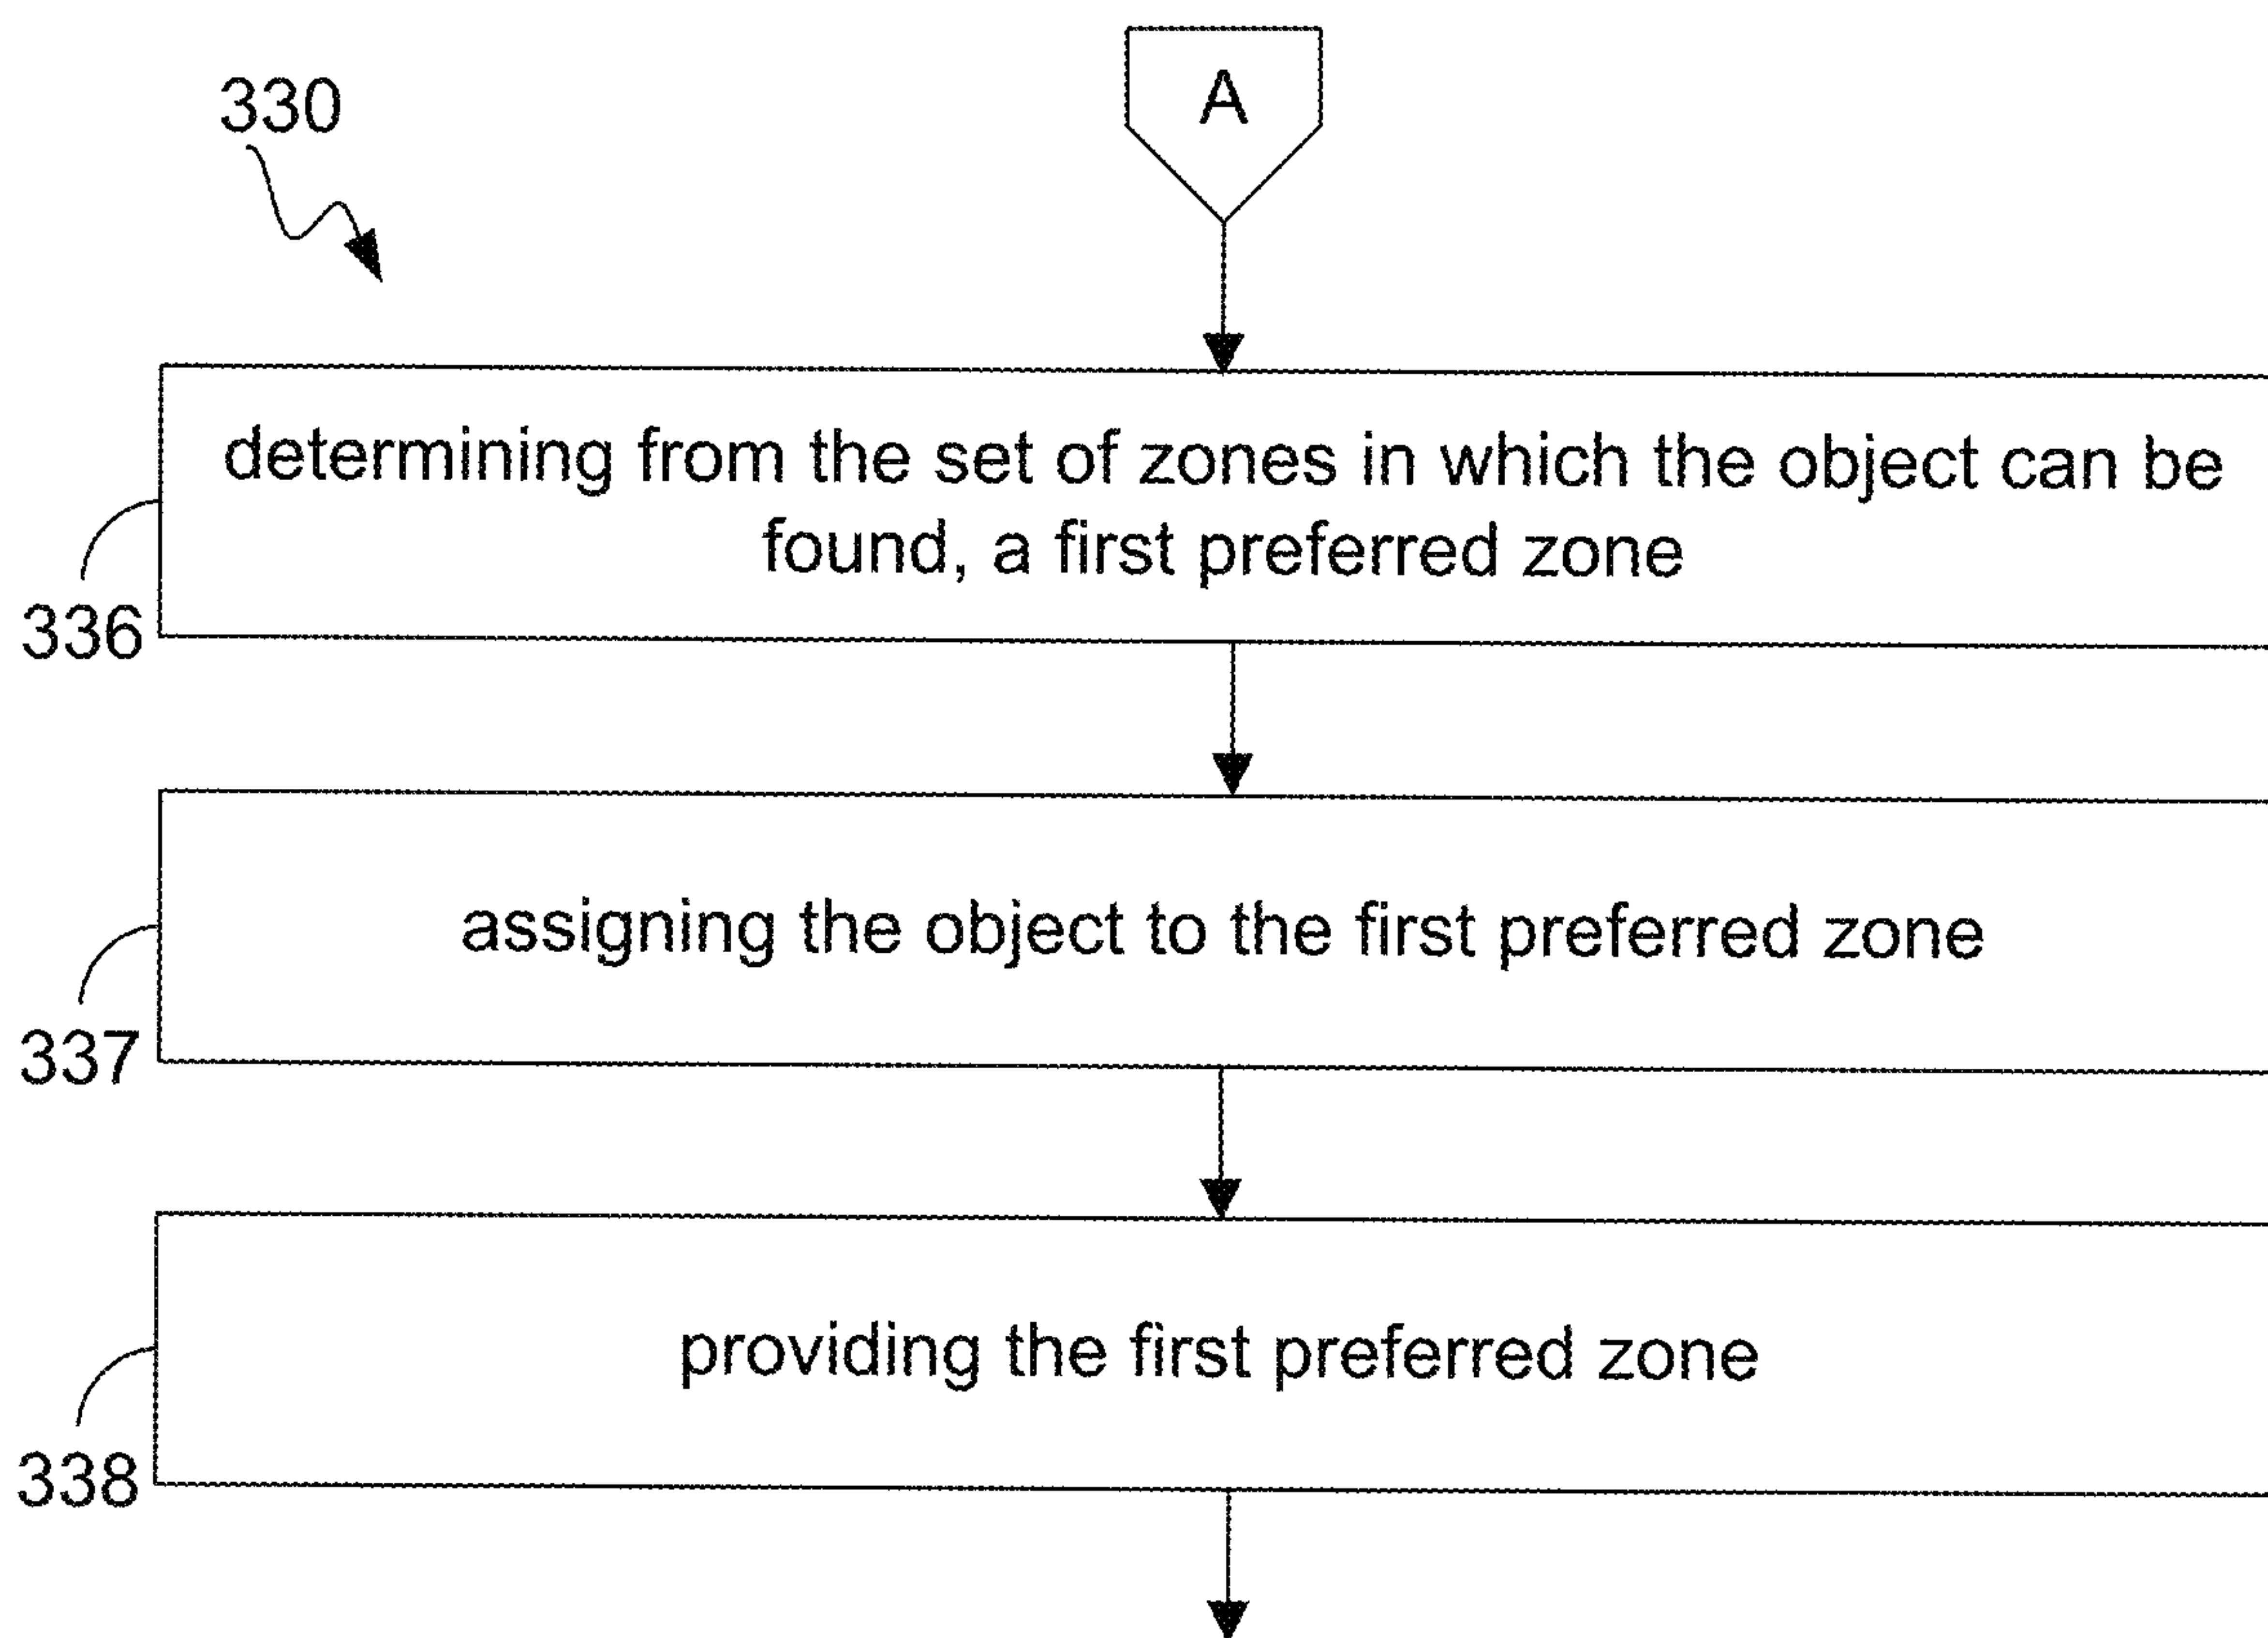 330
A
determining from the set of zones in which the object can be
found, a first preferred zone
336
assigning the object to the first preferred zone
337
providing the first preferred zone
338